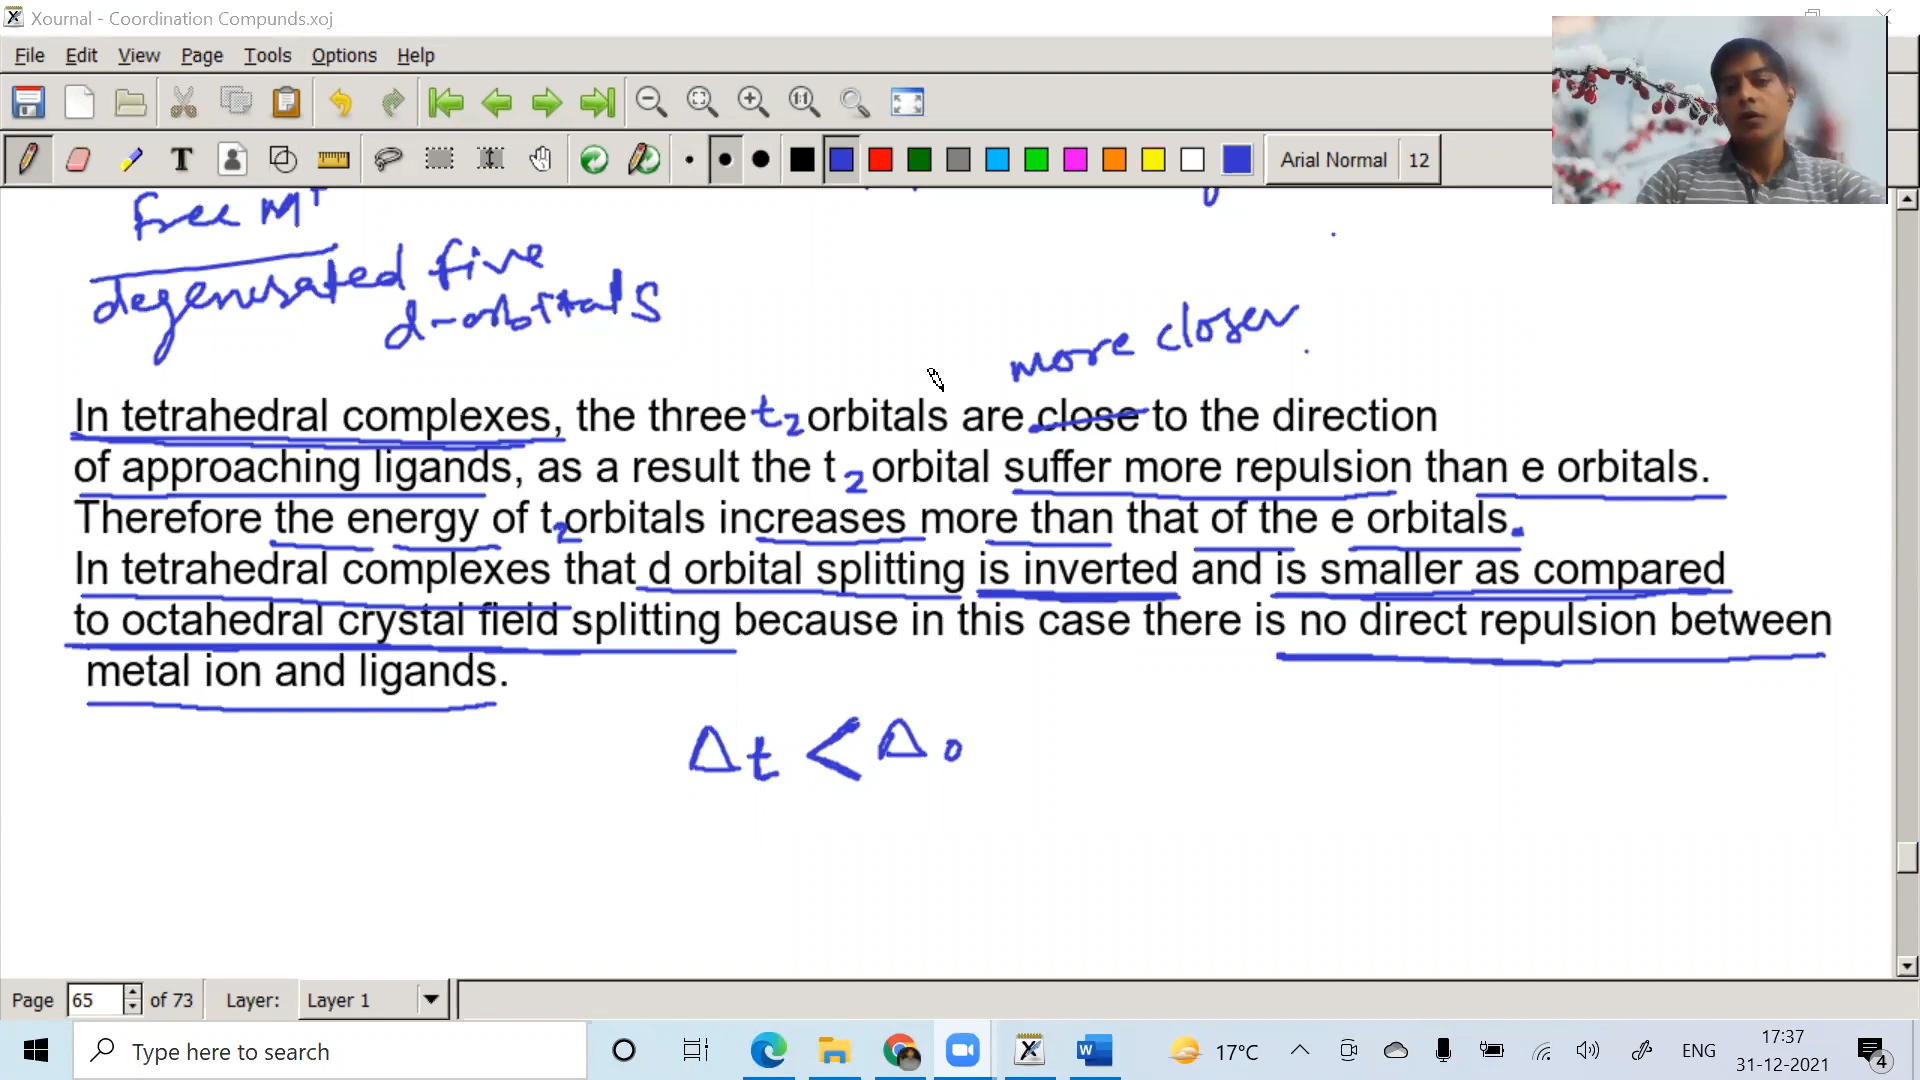 Xournal - Coordination Compunds.xoj
File Edit View Page Tools Options Help
Arial Normal 12
free M+
degenerated five
d-orbitals
more closer
In tetrahedral complexes, the three t2 orbitals are close to the direction
of approaching ligands, as a result the t2 orbital suffer more repulsion than e orbitals.
Therefore the energy of t2 orbitals increases more than that of the e orbitals.
In tetrahedral complexes that d orbital splitting is inverted and is smaller as compared
to octahedral crystal field splitting because in this case there is no direct repulsion between
metal ion and ligands.
Δt < Δo
Page 65 of 73 Layer: Layer 1
Type here to search
17°C
ENG
17:37
31-12-2021
4